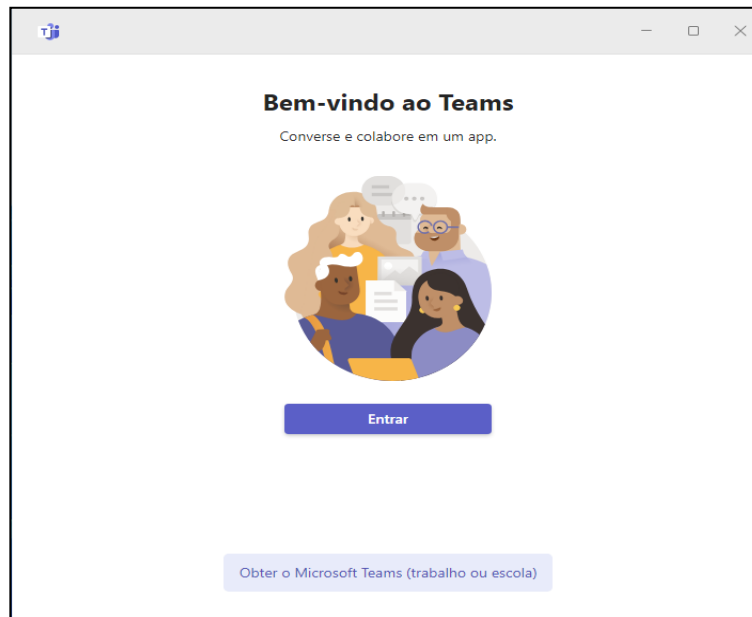 Bem-vindo ao Teams
Converse e colabore em um app.
Entrar
Obter o Microsoft Teams (trabalho ou escola)